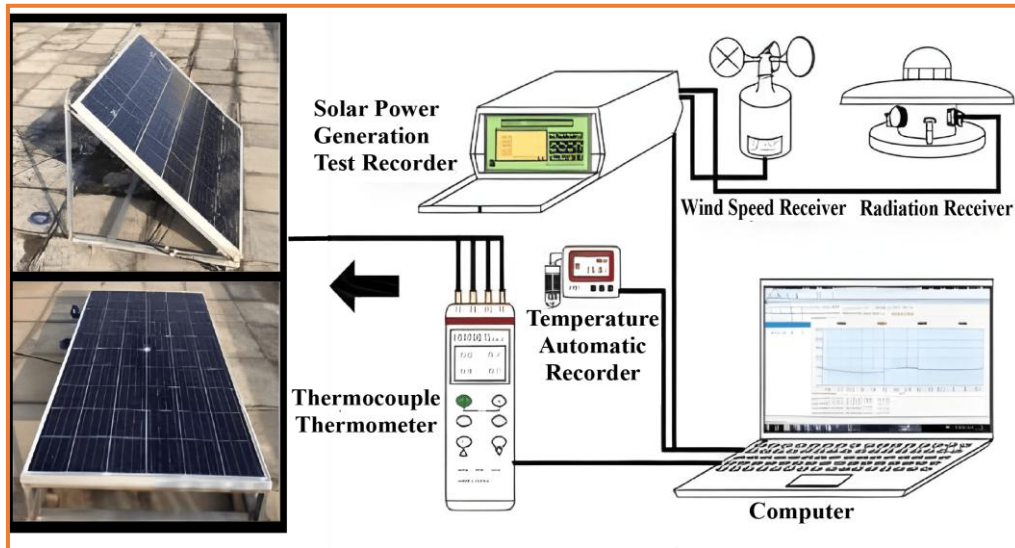 Solar Power
Generation
Test Recorder
Wind Speed Receiver
Radiation Receiver
Temperature
Automatic
Recorder
Thermocouple
Thermometer
Computer